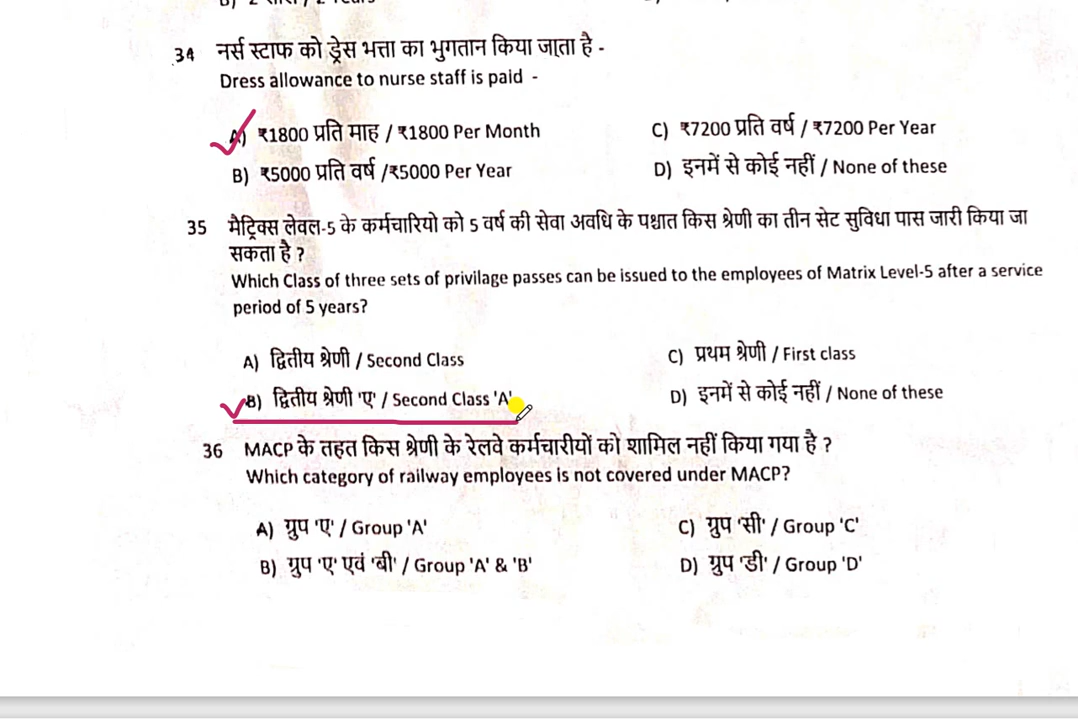 34 नर्स स्टाफ को ड्रेस भत्ता का भुगतान किया जाता है -
Dress allowance to nurse staff is paid -
A) ₹1800 प्रति माह / ₹1800 Per Month
C) ₹7200 प्रति वर्ष / ₹7200 Per Year
B) ₹5000 प्रति वर्ष /₹5000 Per Year
D) इनमें से कोई नहीं / None of these
35 मैट्रिक्स लेवल-5 के कर्मचारियो को 5 वर्ष की सेवा अवधि के पश्चात किस श्रेणी का तीन सेट सुविधा पास जारी किया जा
सकता है ?
Which Class of three sets of privilage passes can be issued to the employees of Matrix Level-5 after a service
period of 5 years?
A) द्वितीय श्रेणी / Second Class
C) प्रथम श्रेणी / First class
B) द्वितीय श्रेणी 'ए' / Second Class 'A'
D) इनमें से कोई नहीं / None of these
36 MACP के तहत किस श्रेणी के रेलवे कर्मचारीयों को शामिल नहीं किया गया है ?
Which category of railway employees is not covered under MACP?
A) ग्रुप 'ए' / Group 'A'
C) ग्रुप 'सी' / Group 'C'
B) ग्रुप 'ए' एवं 'बी' / Group 'A' & 'B'
D) ग्रुप 'डी' / Group 'D'